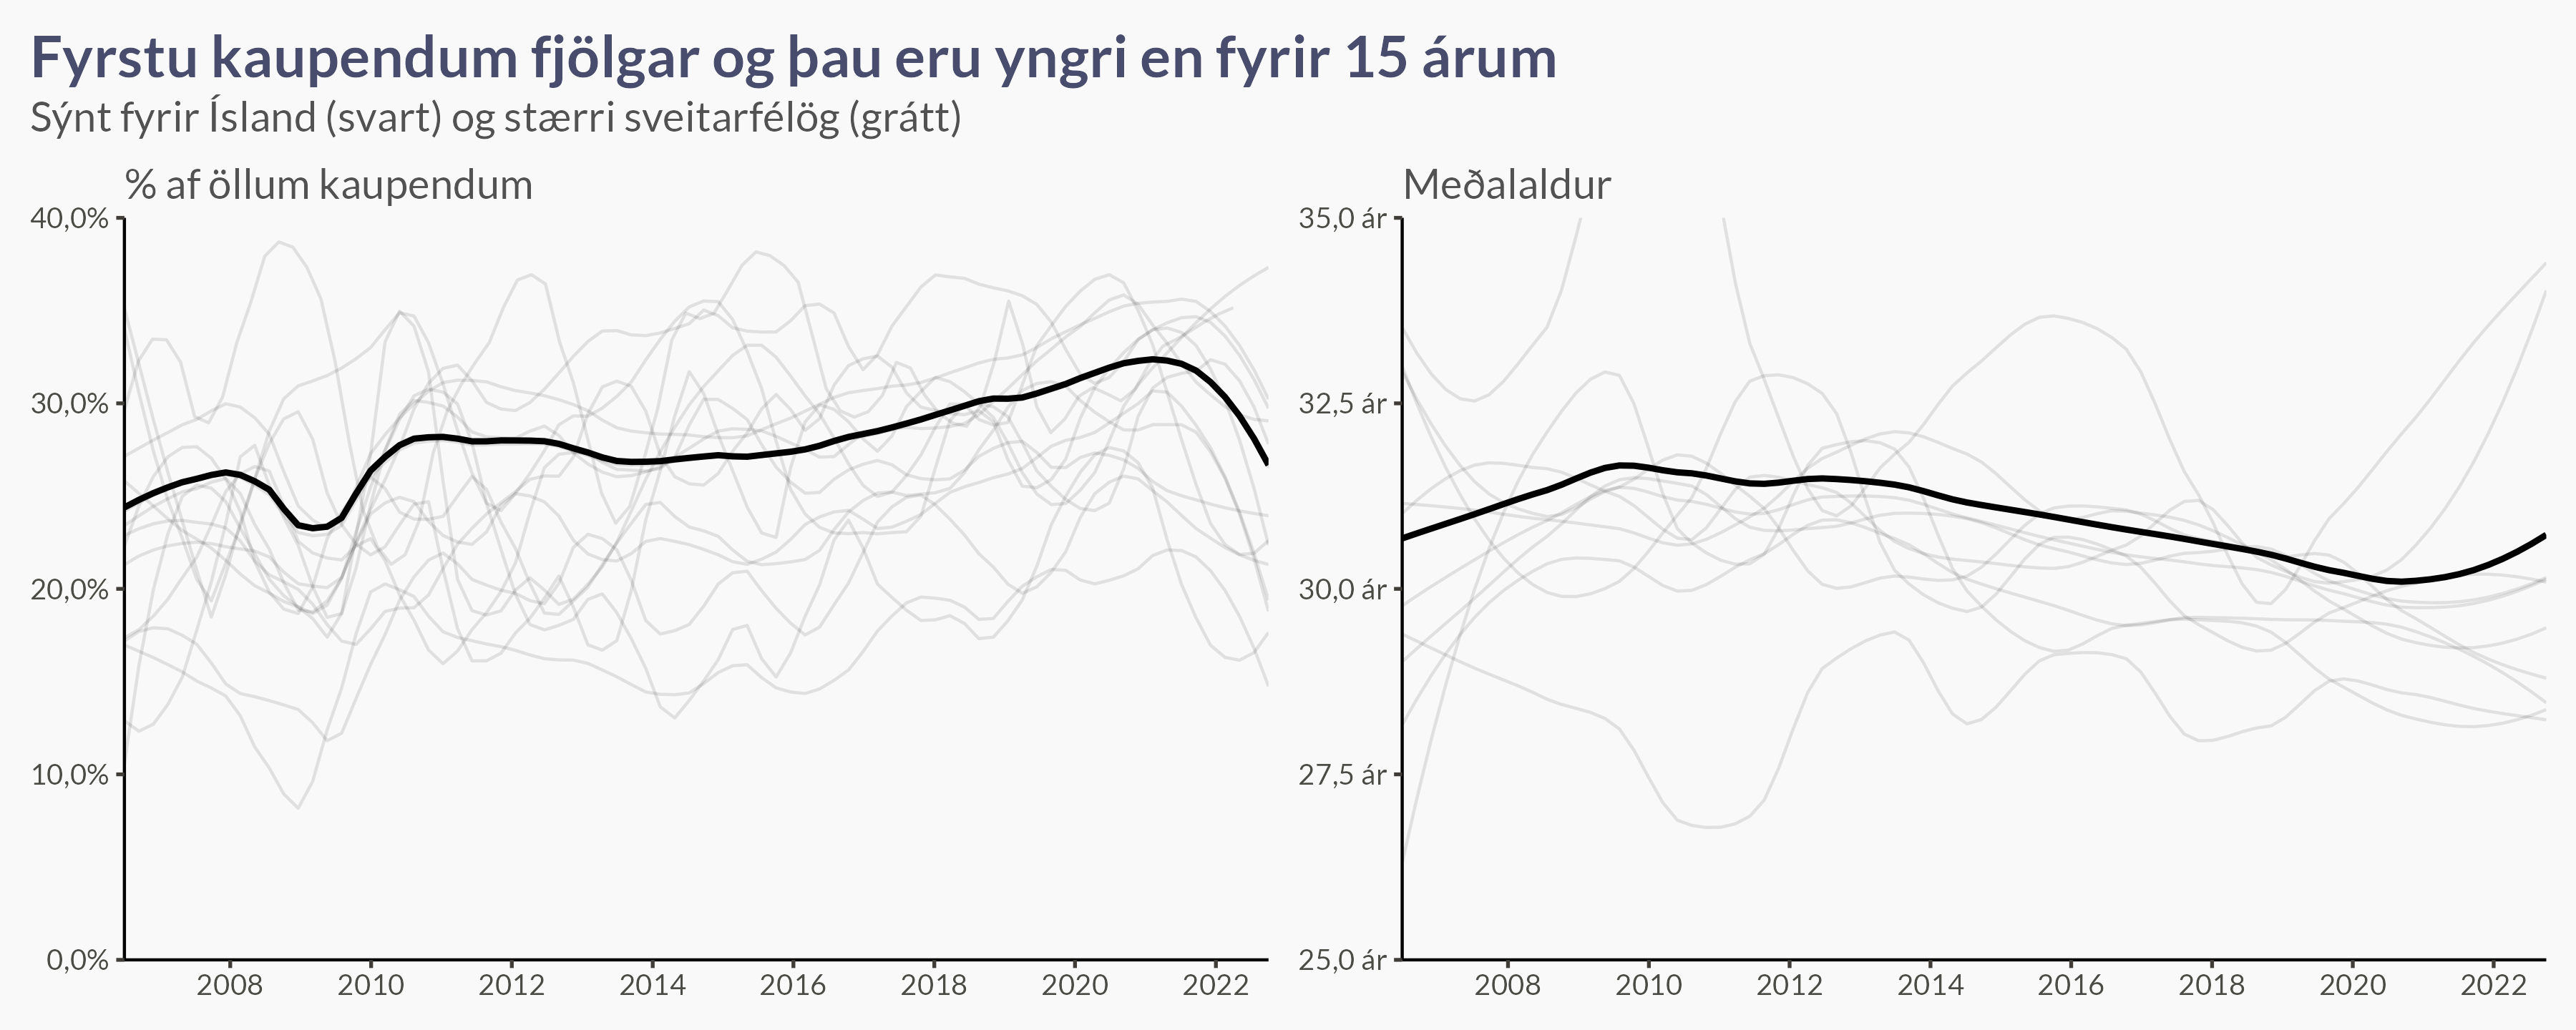 Fyrstu kaupendum fjölgar og þau eru yngri en fyrir 15 árum
Sýnt fyrir Ísland (svart) og stærri sveitarfélög (grátt)
% af öllum kaupendum
40,0%
30,0%
20,0%
10,0%
0,0%
2008 2010 2012 2014 2016 2018 2020 2022
Meðalaldur
35,0 ár
32,5 ár
30,0 ár
27,5 ár
25,0 ár
2008 2010 2012 2014 2016 2018 2020 2022